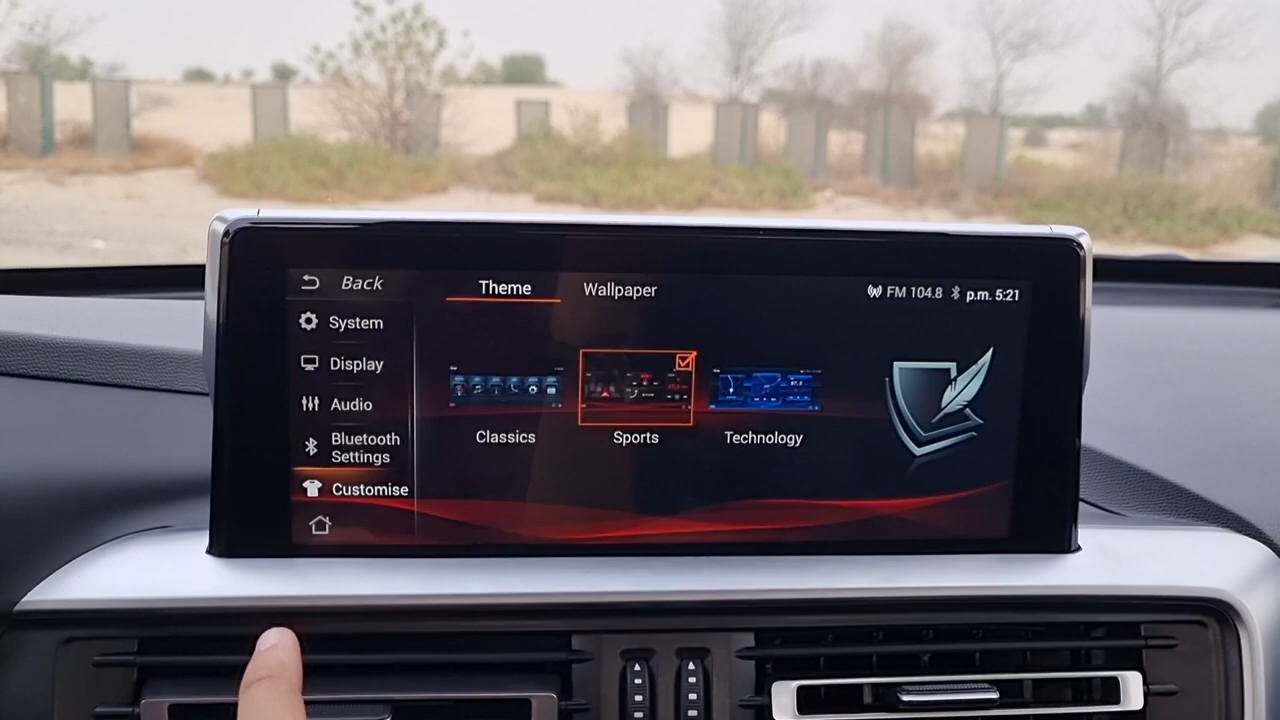 Back
Theme
Wallpaper
FM 104.8 p.m. 5:21
System
Display
Audio
Bluetooth
Settings
Customise
Classics
Sports
Technology